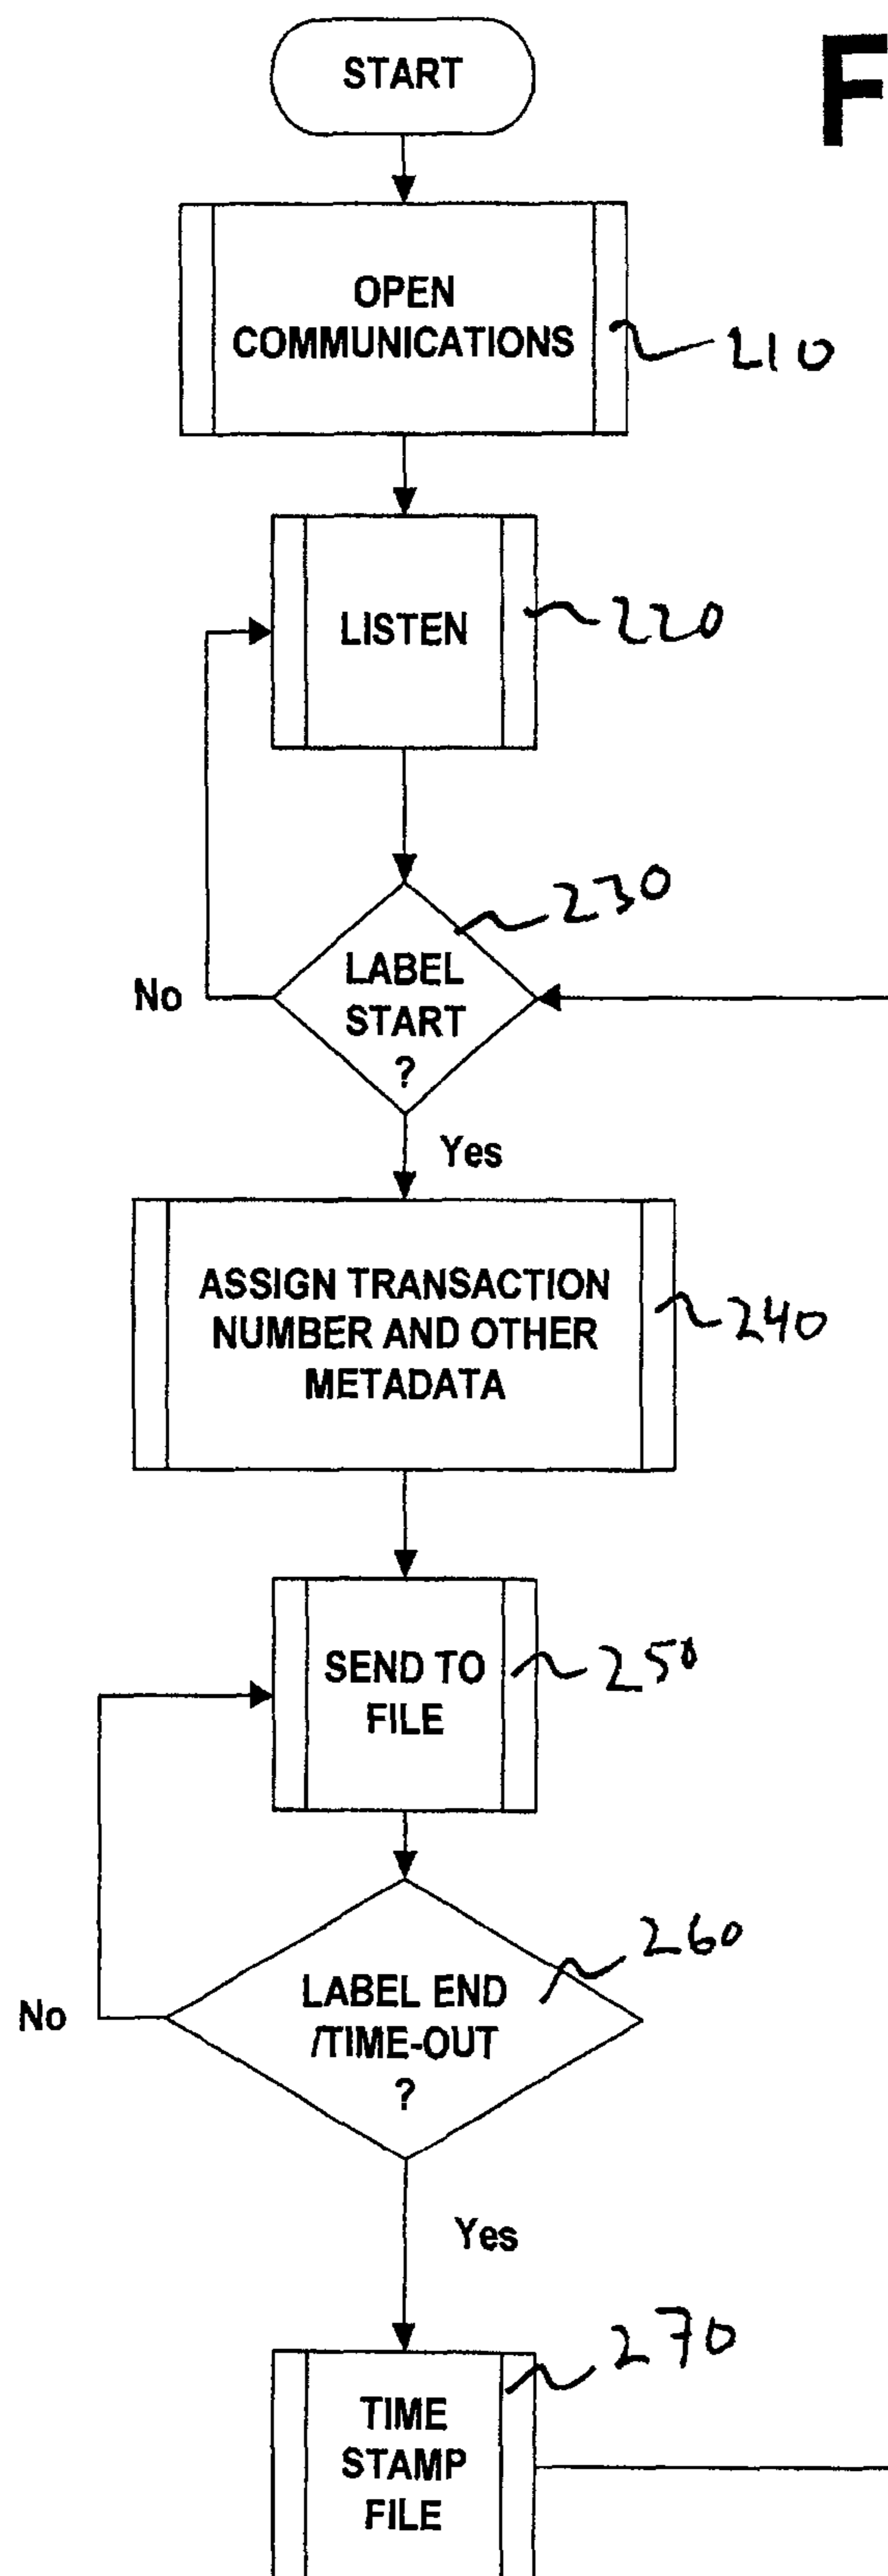 START
F
OPEN
COMMUNICATIONS
210
LISTEN
220
230
LABEL
START
?
No
Yes
ASSIGN TRANSACTION
NUMBER AND OTHER
METADATA
240
SEND TO
FILE
250
260
LABEL END
/TIME-OUT
?
No
Yes
270
TIME
STAMP
FILE